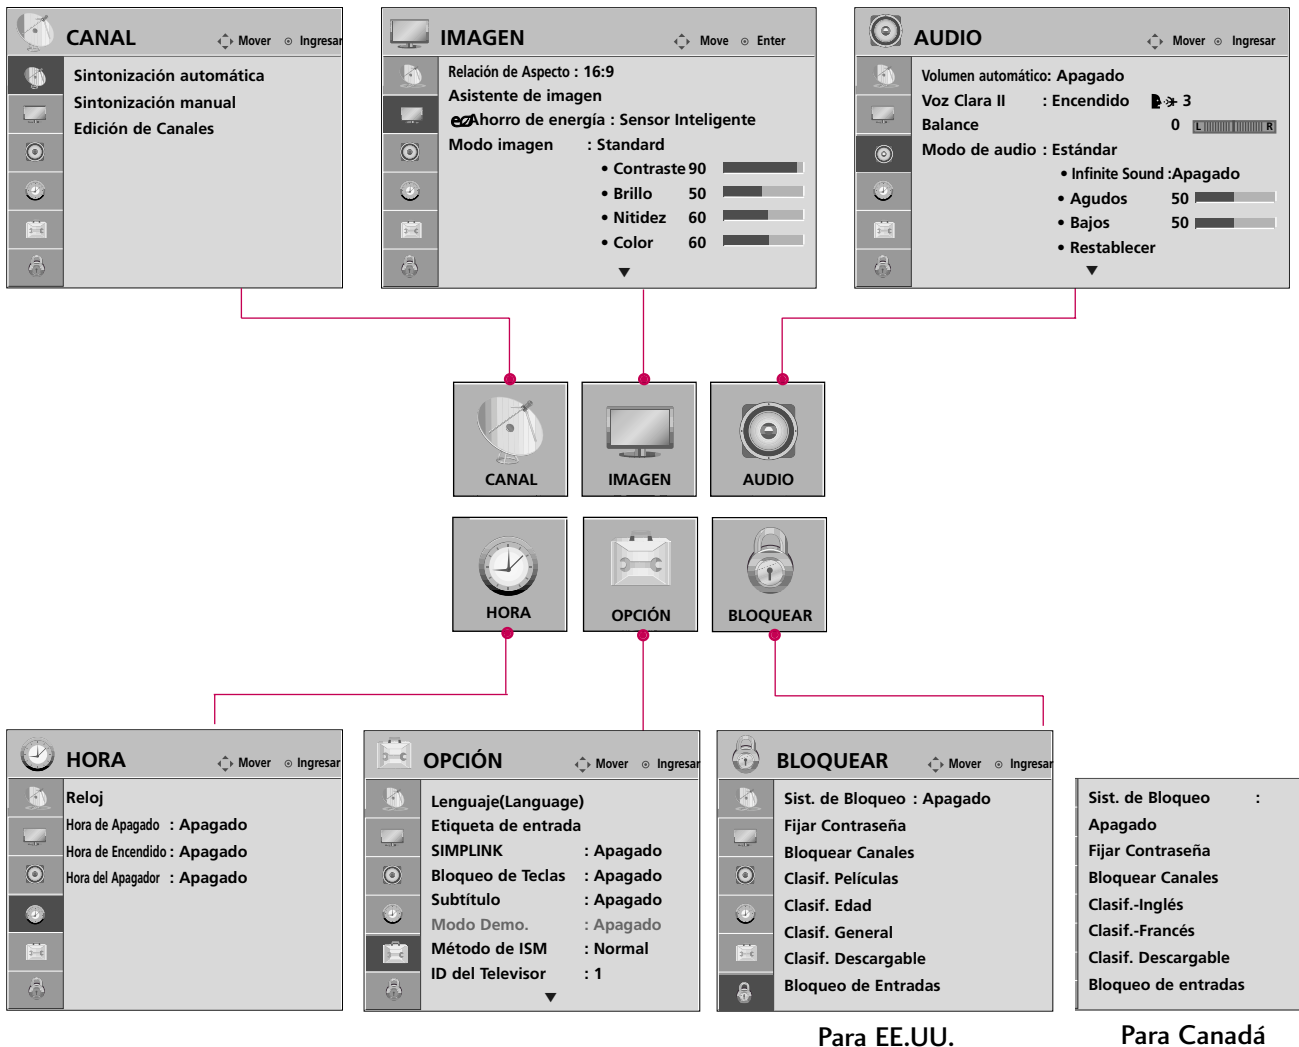 CANAL
Mover Ingresar
Sintonización automática
Sintonización manual
Edición de Canales
IMAGEN
Move Enter
Relación de Aspecto : 16:9
Asistente de imagen
Ahorro de energía : Sensor Inteligente
Modo imagen : Standard
• Contraste 90
• Brillo 50
• Nitidez 60
• Color 60
AUDIO
Mover Ingresar
Volumen automático: Apagado
Voz Clara II : Encendido 3
Balance 0 L R
Modo de audio : Estándar
• Infinite Sound :Apagado
• Agudos 50
• Bajos 50
• Restablecer
CANAL
IMAGEN
AUDIO
HORA
OPCIÓN
BLOQUEAR
HORA
Mover Ingresar
Reloj
Hora de Apagado : Apagado
Hora de Encendido : Apagado
Hora del Apagador : Apagado
OPCIÓN
Mover Ingresar
Lenguaje(Language)
Etiqueta de entrada
SIMPLINK : Apagado
Bloqueo de Teclas : Apagado
Subtítulo : Apagado
Modo Demo. : Apagado
Método de ISM : Normal
ID del Televisor : 1
BLOQUEAR
Mover Ingresar
Sist. de Bloqueo : Apagado
Fijar Contraseña
Bloquear Canales
Clasif. Películas
Clasif. Edad
Clasif. General
Clasif. Descargable
Bloqueo de Entradas
Para EE.UU.
Sist. de Bloqueo :
Apagado
Fijar Contraseña
Bloquear Canales
Clasif.-Inglés
Clasif.-Francés
Clasif. Descargable
Bloqueo de entradas
Para Canadá